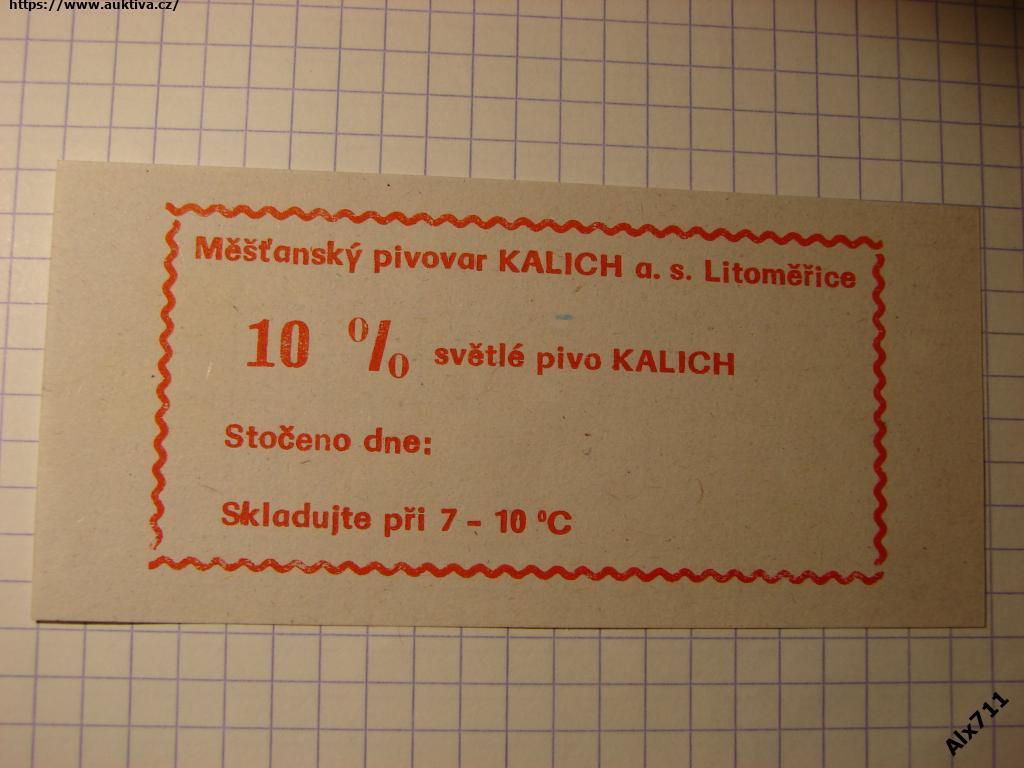 https://www.auktiva.cz/
Měšťanský pivovar KALICH a. s. Litoměřice
10 % světlé pivo KALICH
Stočeno dne:
Skladujte při 7 - 10 °C
Alx711